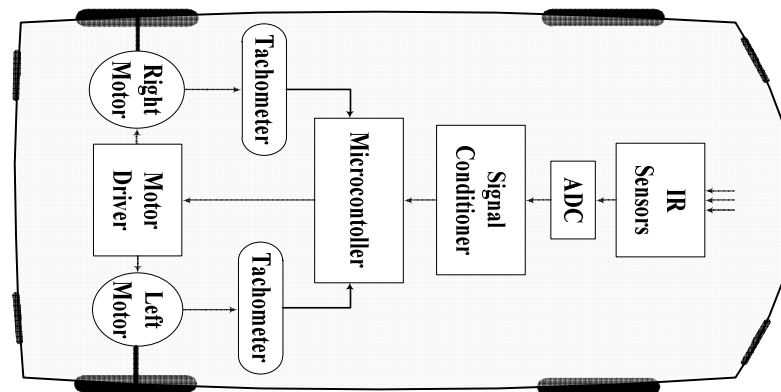 IR
Sensors
ADC
Signal
Conditioner
Microcontoller
Tachometer
Tachometer
Motor
Driver
Right
Motor
Left
Motor